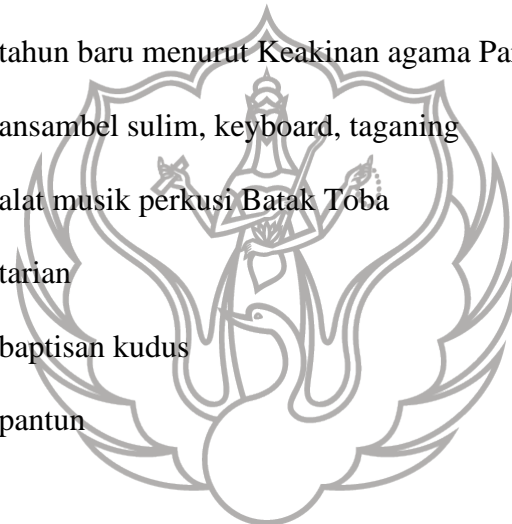 tahun baru menurut Keakinan agama
ansambel sulim, keyboard, taganing
alat musik perkusi Batak Toba
tarian
baptisan kudus
pantun